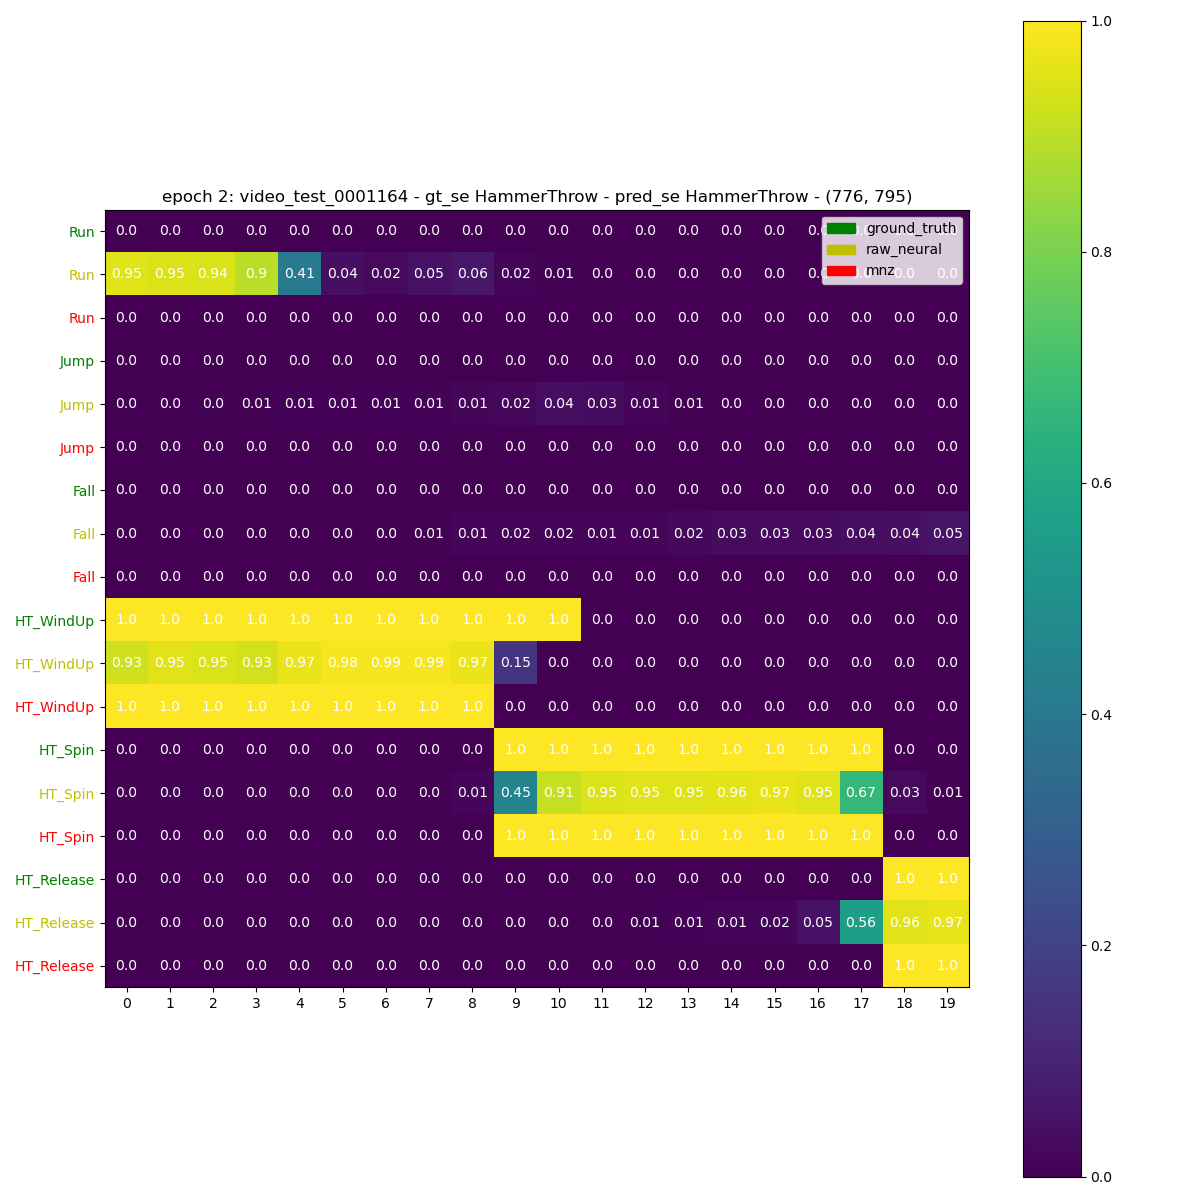 epoch 2: video_test_0001164 - gt_se HammerThrow - pred_se HammerThrow - (776, 795)
ground_truth
raw_neural
mnz
Run 0.0 0.0 0.0 0.0 0.0 0.0 0.0 0.0 0.0 0.0 0.0 0.0 0.0 0.0 0.0 0.0
Run 0.95 0.95 0.94 0.9 0.41 0.04 0.02 0.05 0.06 0.02 0.01 0.0 0.0 0.0 0.0 0.0
Run 0.0 0.0 0.0 0.0 0.0 0.0 0.0 0.0 0.0 0.0 0.0 0.0 0.0 0.0 0.0 0.0 0.0 0.0 0.0 0.0
Jump 0.0 0.0 0.0 0.0 0.0 0.0 0.0 0.0 0.0 0.0 0.0 0.0 0.0 0.0 0.0 0.0 0.0 0.0 0.0 0.0
Jump 0.0 0.0 0.0 0.01 0.01 0.01 0.01 0.01 0.01 0.02 0.04 0.03 0.01 0.01 0.0 0.0 0.0 0.0 0.0 0.0
Jump 0.0 0.0 0.0 0.0 0.0 0.0 0.0 0.0 0.0 0.0 0.0 0.0 0.0 0.0 0.0 0.0 0.0 0.0 0.0 0.0
Fall 0.0 0.0 0.0 0.0 0.0 0.0 0.0 0.0 0.0 0.0 0.0 0.0 0.0 0.0 0.0 0.0 0.0 0.0 0.0 0.0
Fall 0.0 0.0 0.0 0.0 0.0 0.0 0.0 0.01 0.01 0.02 0.02 0.01 0.01 0.02 0.03 0.03 0.03 0.04 0.04 0.05
Fall 0.0 0.0 0.0 0.0 0.0 0.0 0.0 0.0 0.0 0.0 0.0 0.0 0.0 0.0 0.0 0.0 0.0 0.0 0.0 0.0
HT_WindUp 1.0 1.0 1.0 1.0 1.0 1.0 1.0 1.0 1.0 1.0 1.0 0.0 0.0 0.0 0.0 0.0 0.0 0.0 0.0 0.0
HT_WindUp 0.93 0.95 0.95 0.93 0.97 0.98 0.99 0.99 0.97 0.15 0.0 0.0 0.0 0.0 0.0 0.0 0.0 0.0 0.0 0.0
HT_WindUp 1.0 1.0 1.0 1.0 1.0 1.0 1.0 1.0 1.0 0.0 0.0 0.0 0.0 0.0 0.0 0.0 0.0 0.0 0.0 0.0
HT_Spin 0.0 0.0 0.0 0.0 0.0 0.0 0.0 0.0 0.0 1.0 1.0 1.0 1.0 1.0 1.0 1.0 1.0 1.0 0.0 0.0
HT_Spin 0.0 0.0 0.0 0.0 0.0 0.0 0.0 0.0 0.01 0.45 0.91 0.95 0.95 0.95 0.96 0.97 0.95 0.67 0.03 0.01
HT_Spin 0.0 0.0 0.0 0.0 0.0 0.0 0.0 0.0 0.0 1.0 1.0 1.0 1.0 1.0 1.0 1.0 1.0 1.0 0.0 0.0
HT_Release 0.0 0.0 0.0 0.0 0.0 0.0 0.0 0.0 0.0 0.0 0.0 0.0 0.0 0.0 0.0 0.0 0.0 0.0 1.0 1.0
HT_Release 0.0 0.0 0.0 0.0 0.0 0.0 0.0 0.0 0.0 0.0 0.0 0.0 0.01 0.01 0.01 0.02 0.05 0.56 0.96 0.97
HT_Release 0.0 0.0 0.0 0.0 0.0 0.0 0.0 0.0 0.0 0.0 0.0 0.0 0.0 0.0 0.0 0.0 0.0 0.0 1.0 1.0
0 1 2 3 4 5 6 7 8 9 10 11 12 13 14 15 16 17 18 19
1.0
0.8
0.6
0.4
0.2
0.0